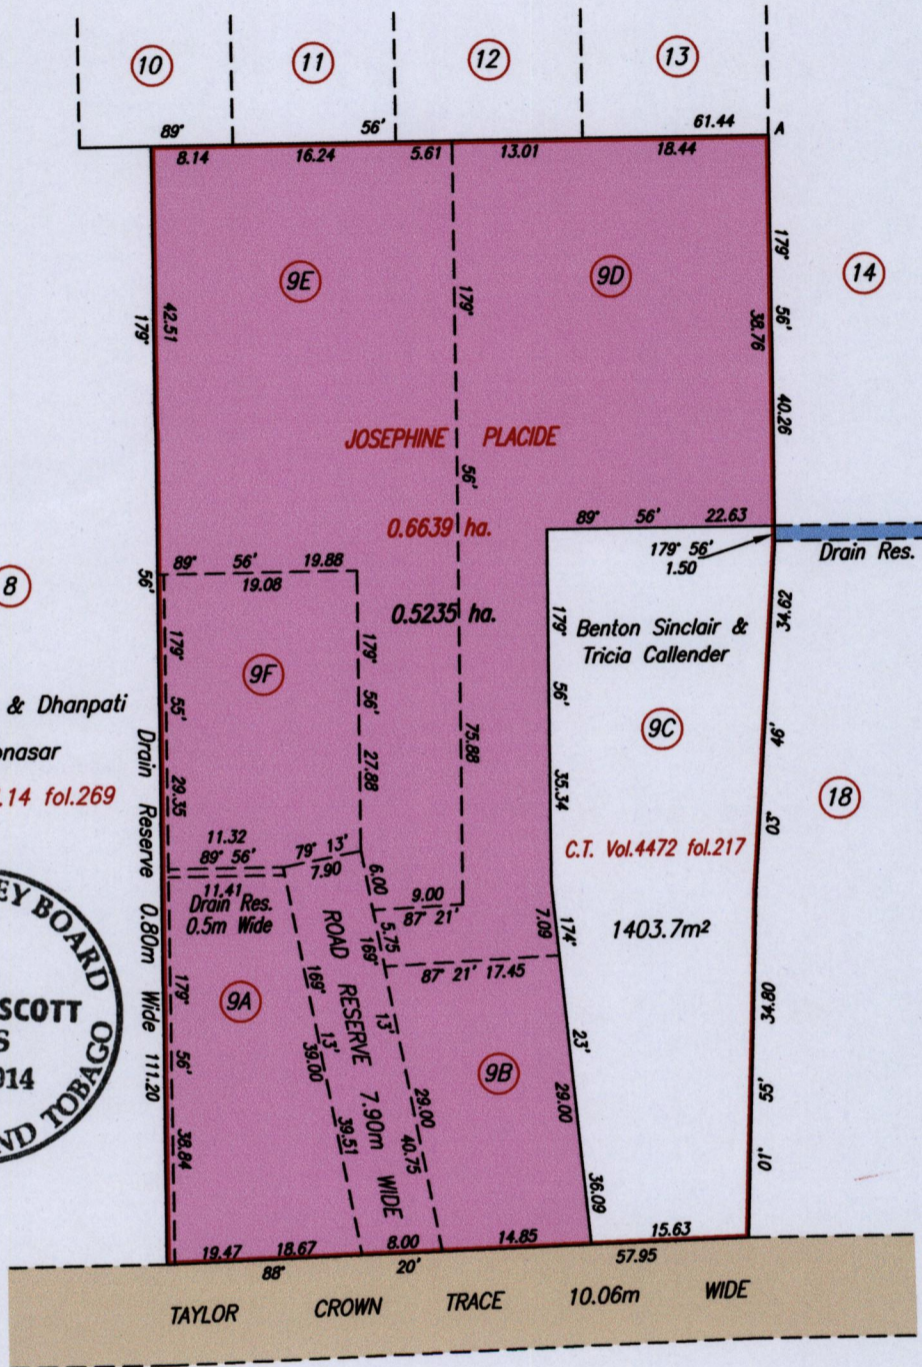 10
11
12
13
89° 56' 61.44 A
8.14 16.24 5.61 13.01 18.44
9E
9D
14
179°
42.51
179°
179° 56'
38.76
40.26
JOSEPHINE PLACIDE
56'
0.6639 ha.
89° 56' 22.63
179° 56'
1.50
Drain Res.
8
56'
89° 56' 19.88
19.08
0.5235 ha.
34.62
Benton Sinclair &
Tricia Callender
179° 55' 29.35
9F
179° 56' 27.88
75.88
179° 56' 35.34
9C
46' 03°
18
& Dhanpati
.14 fol.269
C.T. Vol.4472 fol.217
1403.7m²
Drain Reserve 0.80m Wide 111.20
11.32
89° 56'
79° 13'
7.90
11.41
Drain Res.
0.5m Wide
6.00
9.00
87° 21'
5.75
7.09
174° 23'
87° 21' 17.45
ROAD RESERVE 7.90m WIDE
169° 13'
39.00
39.51
169° 13'
29.00
40.75
9A
9B
179° 56' 38.84
29.00
36.09
34.80
55' 01°
EY BOARD
SCOTT
S
014
ND TOBAGO
19.47 18.67 8.00 14.85 15.63
88° 20' 57.95
TAYLOR CROWN TRACE 10.06m WIDE